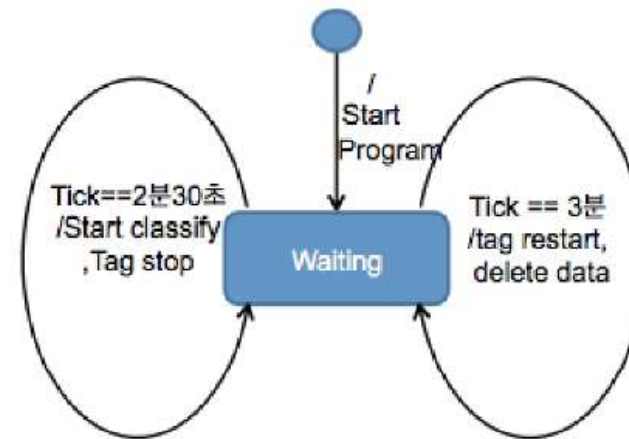 /
Start
Program
Tick==2분30초
/Start classify
,Tag stop
Waiting
Tick == 3분
/tag restart,
delete data